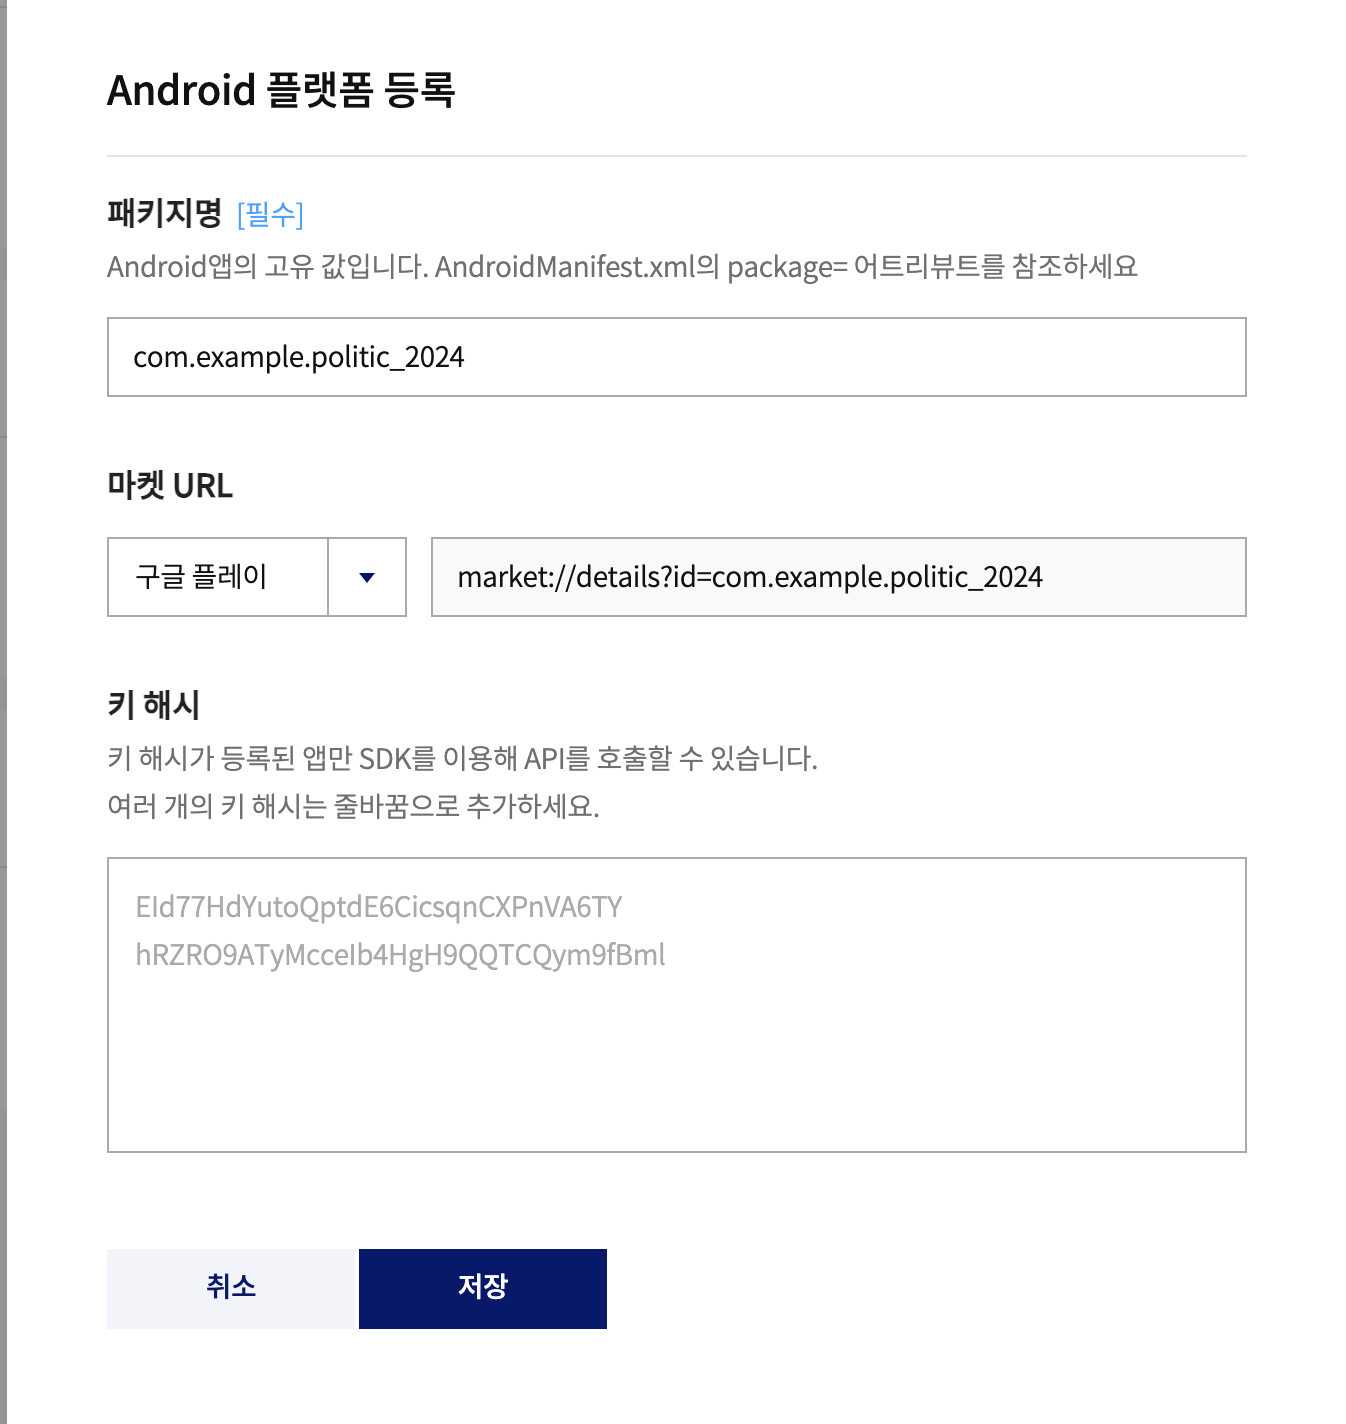 Android 플랫폼 등록
패키지명 [필수]
Android앱의 고유 값입니다. AndroidManifest.xml의 package= 어트리뷰트를 참조하세요
com.example.politic_2024
마켓 URL
구글 플레이
market://details?id=com.example.politic_2024
키 해시
키 해시가 등록된 앱만 SDK를 이용해 API를 호출할 수 있습니다.
여러 개의 키 해시는 줄바꿈으로 추가하세요.
EId77HdYutoQptdE6CicsqnCXPnVA6TY
hRZRO9ATyMcceIb4HgH9QQTCQym9fBml
취소
저장